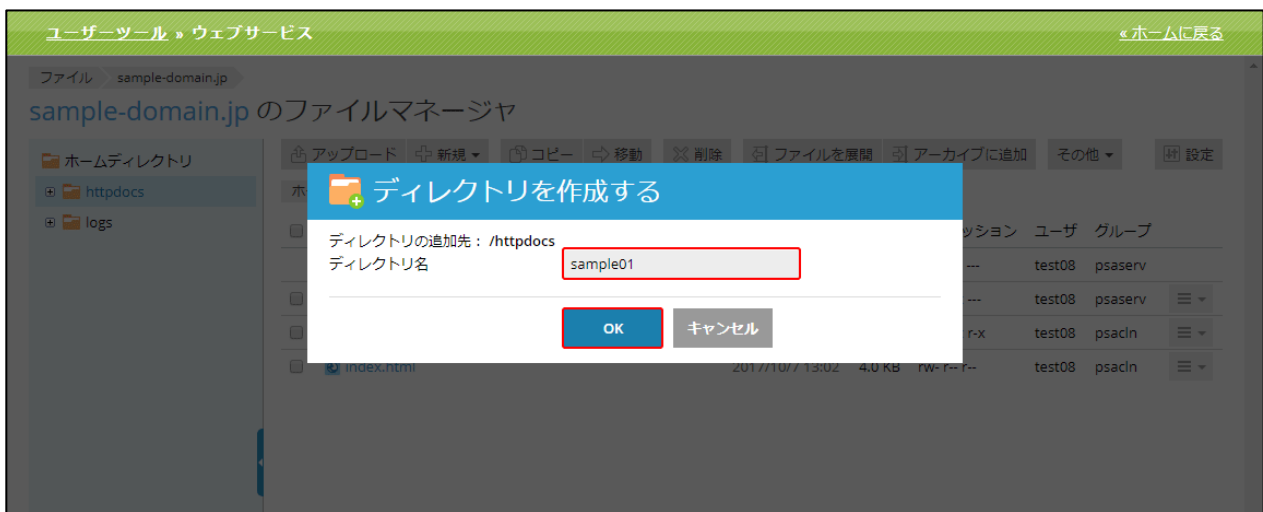 ユーザーツール » ウェブサービス «ホームに戻る
ファイル sample-domain.jp
sample-domain.jp のファイルマネージャ
ホームディレクトリ
httpdocs
logs
アップロード 新規 コピー 移動 削除 ファイルを展開 アーカイブに追加 その他 設定
ホ
ディレクトリを作成する
ディレクトリの追加先： /httpdocs
ディレクトリ名 sample01
OK キャンセル
ッション ユーザ グループ
--- test08 psaserv
--- test08 psaserv
r-x test08 psacln
index.html 2017/10/7 13:02 4.0 KB rw- r-- r-- test08 psacln